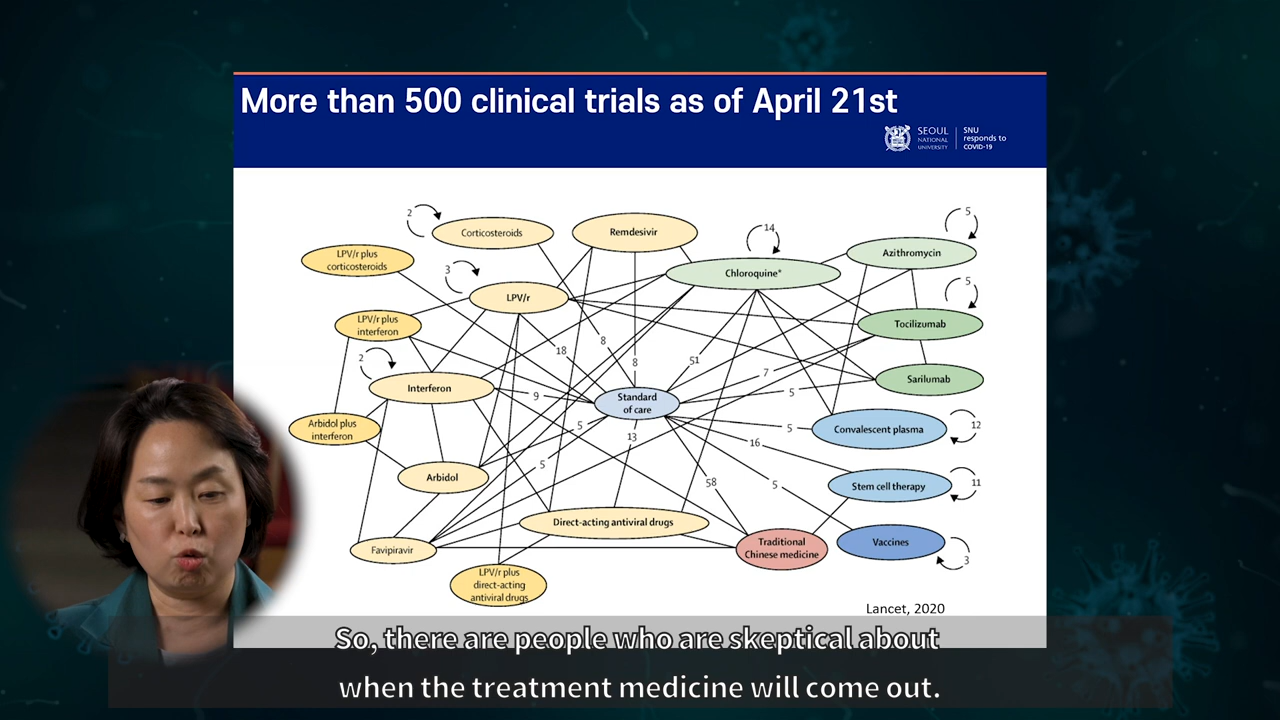 More than 500 clinical trials as of April 21st
SEOUL
NATIONAL
UNIVERSITY
SNU
responds to
COVID-19
2
Corticosteroids
Remdesivir
14
5
Azithromycin
LPV/r plus
corticosteroids
3
LPV/r
Chloroquine*
5
LPV/r plus
interferon
Tocilizumab
2
18
8
8
51
7
5
Sarilumab
Interferon
9
Standard
of care
Arbidol plus
interferon
5
13
5
16
Convalescent plasma
12
Arbidol
5
58
5
Stem cell therapy
11
Direct-acting antiviral drugs
Favipiravir
Traditional
Chinese medicine
Vaccines
3
LPV/r plus
direct-acting
antiviral drugs
Lancet, 2020
So, there are people who are skeptical about
when the treatment medicine will come out.